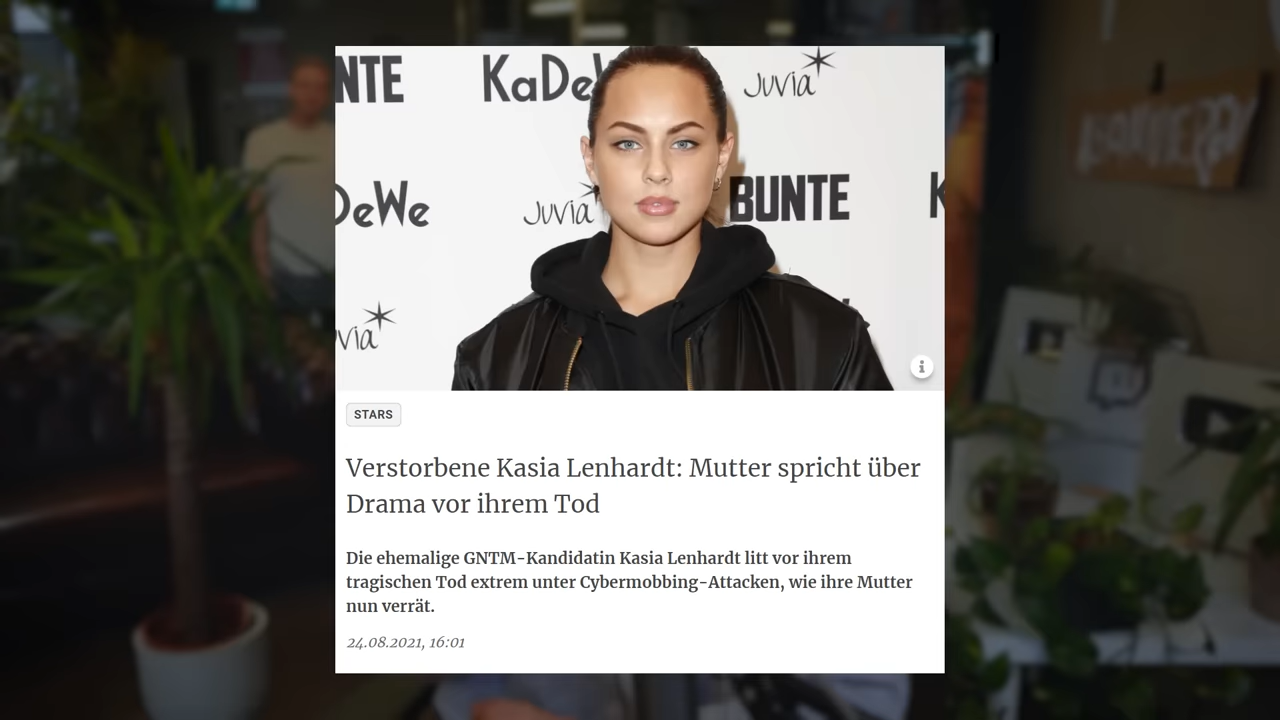 NTE
KaDeW
Juvia
DeWe
Juvia
BUNTE
K
via
STARS
Verstorbene Kasia Lenhardt: Mutter spricht über
Drama vor ihrem Tod
Die ehemalige GNTM-Kandidatin Kasia Lenhardt litt vor ihrem
tragischen Tod extrem unter Cybermobbing-Attacken, wie ihre Mutter
nun verrät.
24.08.2021, 16:01